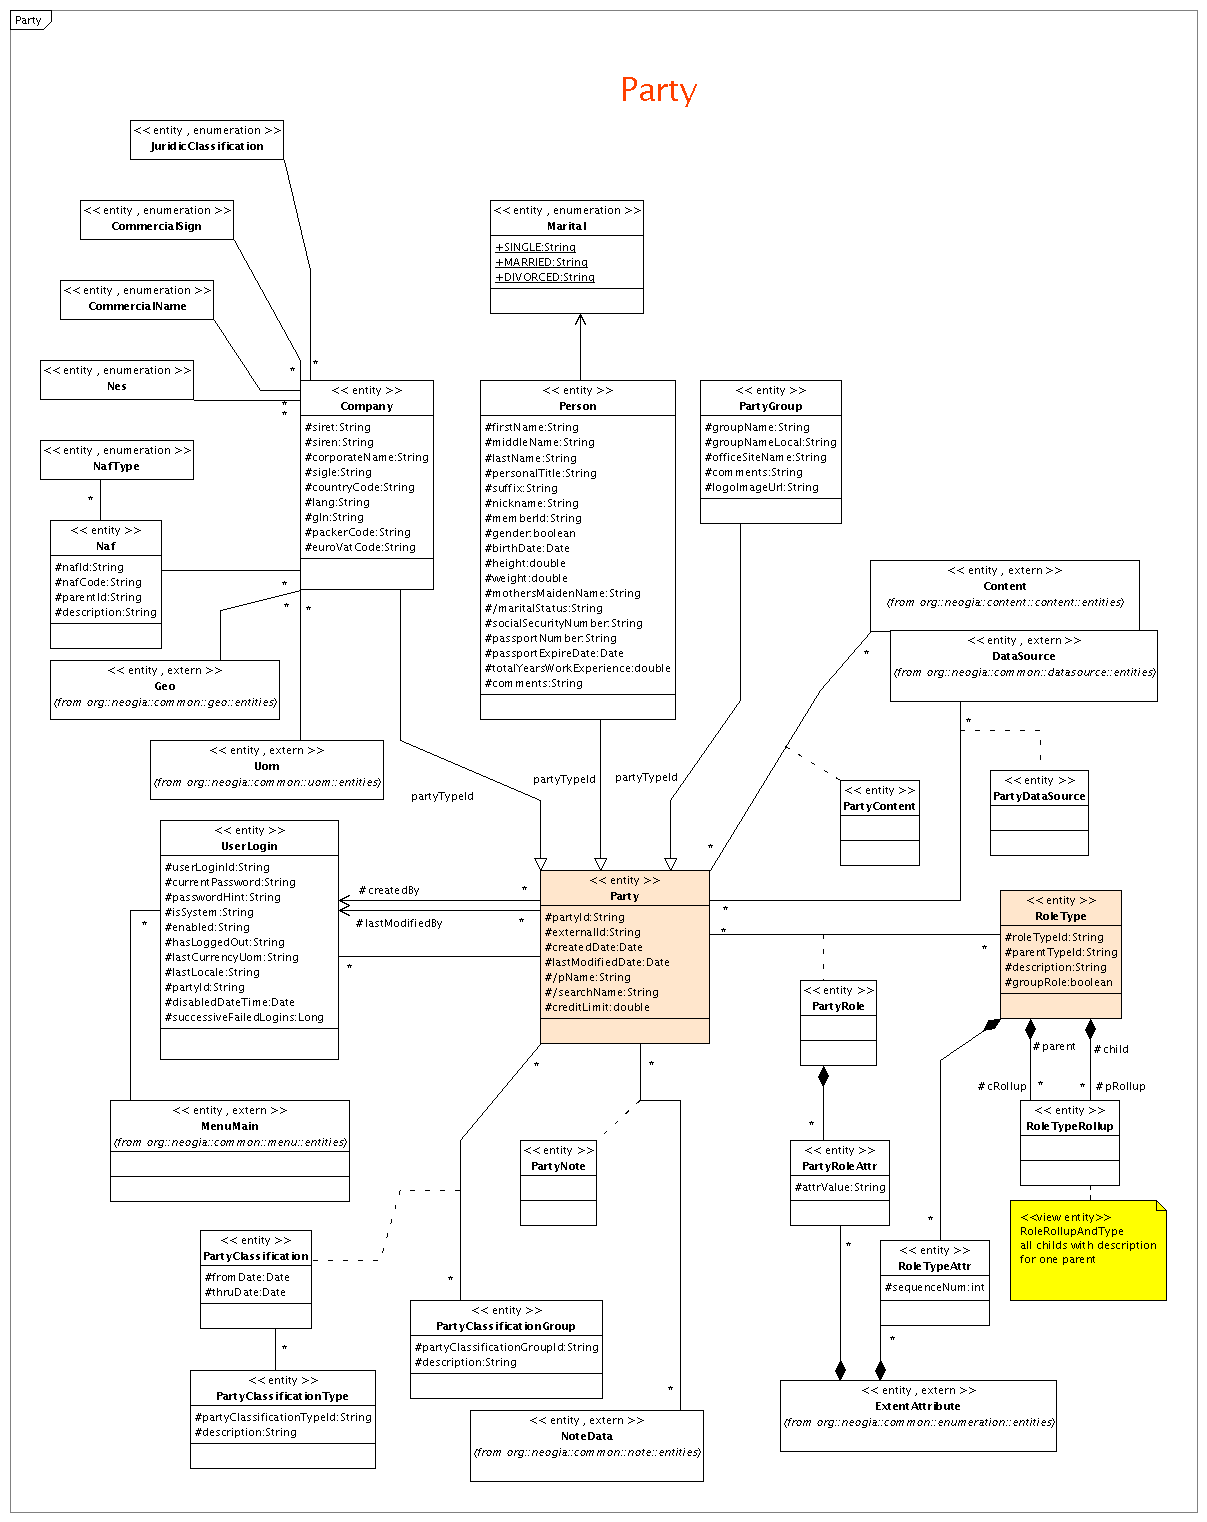 Party
Party
<< entity , enumeration >>
JuridicClassification
<< entity , enumeration >>
CommercialSign
<< entity , enumeration >>
CommercialName
<< entity , enumeration >>
Nes
<< entity , enumeration >>
NafType
*
*
*
*
*
*
<< entity >>
Naf
#nafId:String
#nafCode:String
#parentId:String
#description:String
<< entity >>
Company
#siret:String
#siren:String
#corporateName:String
#sigle:String
#countryCode:String
#lang:String
#gln:String
#packerCode:String
#euroVatCode:String
*
*
*
<< entity , enumeration >>
Marital
+SINGLE:String
+MARRIED:String
+DIVORCED:String
<< entity >>
Person
#firstName:String
#middleName:String
#lastName:String
#personalTitle:String
#suffix:String
#nickname:String
#memberId:String
#gender:boolean
#birthDate:Date
#height:double
#weight:double
#mothersMaidenName:String
#/maritalStatus:String
#socialSecurityNumber:String
#passportNumber:String
#passportExpireDate:Date
#totalYearsWorkExperience:double
#comments:String
<< entity >>
PartyGroup
#groupName:String
#groupNameLocal:String
#officeSiteName:String
#comments:String
#logoImageUrl:String
<< entity , extern >>
Content
(from org::neogia::content::content::entities)
<< entity , extern >>
DataSource
(from org::neogia::common::datasource::entities)
*
*
<< entity , extern >>
Geo
(from org::neogia::common::geo::entities)
<< entity , extern >>
Uom
(from org::neogia::common::uom::entities)
partyTypeId
partyTypeId
partyTypeId
<< entity >>
PartyContent
<< entity >>
PartyDataSource
<< entity >>
UserLogin
#userLoginId:String
#currentPassword:String
#passwordHint:String
#isSystem:String
#enabled:String
#hasLoggedOut:String
#lastCurrencyUom:String
#lastLocale:String
#partyId:String
#disabledDateTime:Date
#successiveFailedLogins:Long
*
*
# createdBy
*
# lastModifiedBy
*
<< entity >>
Party
#partyId:String
#externalId:String
#createdDate:Date
#lastModifiedDate:Date
#/pName:String
#/searchName:String
#creditLimit:double
*
*
*
*
*
*
<< entity >>
RoleType
#roleTypeId:String
#parentTypeId:String
#description:String
#groupRole:boolean
<< entity >>
PartyRole
# parent
# child
# cRollup
*
*
# pRollup
<< entity , extern >>
MenuMain
(from org::neogia::common::menu::entities)
<< entity >>
PartyNote
*
<< entity >>
PartyRoleAttr
#attrValue:String
<< entity >>
RoleTypeRollup
<<view entity>>
RoleRollupAndType
all childs with description
for one parent
*
*
<< entity >>
RoleTypeAttr
#sequenceNum:int
*
<< entity >>
PartyClassification
#fromDate:Date
#thruDate:Date
*
*
<< entity >>
PartyClassificationGroup
#partyClassificationGroupId:String
#description:String
<< entity >>
PartyClassificationType
#partyClassificationTypeId:String
#description:String
*
<< entity , extern >>
NoteData
(from org::neogia::common::note::entities)
<< entity , extern >>
ExtentAttribute
(from org::neogia::common::enumeration::entities)